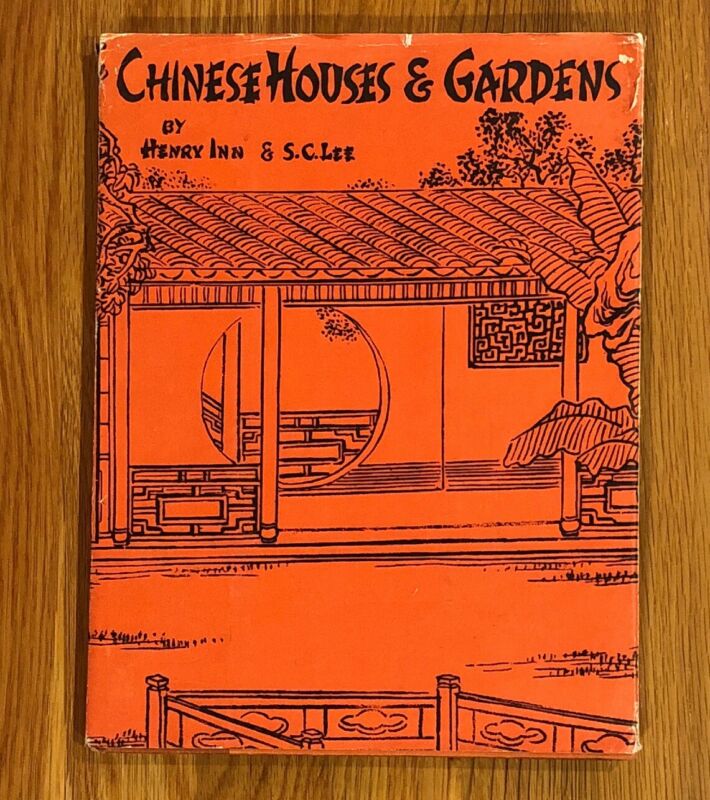 CHINESE HOUSES & GARDENS
BY
HENRY INN & S.C. LEE